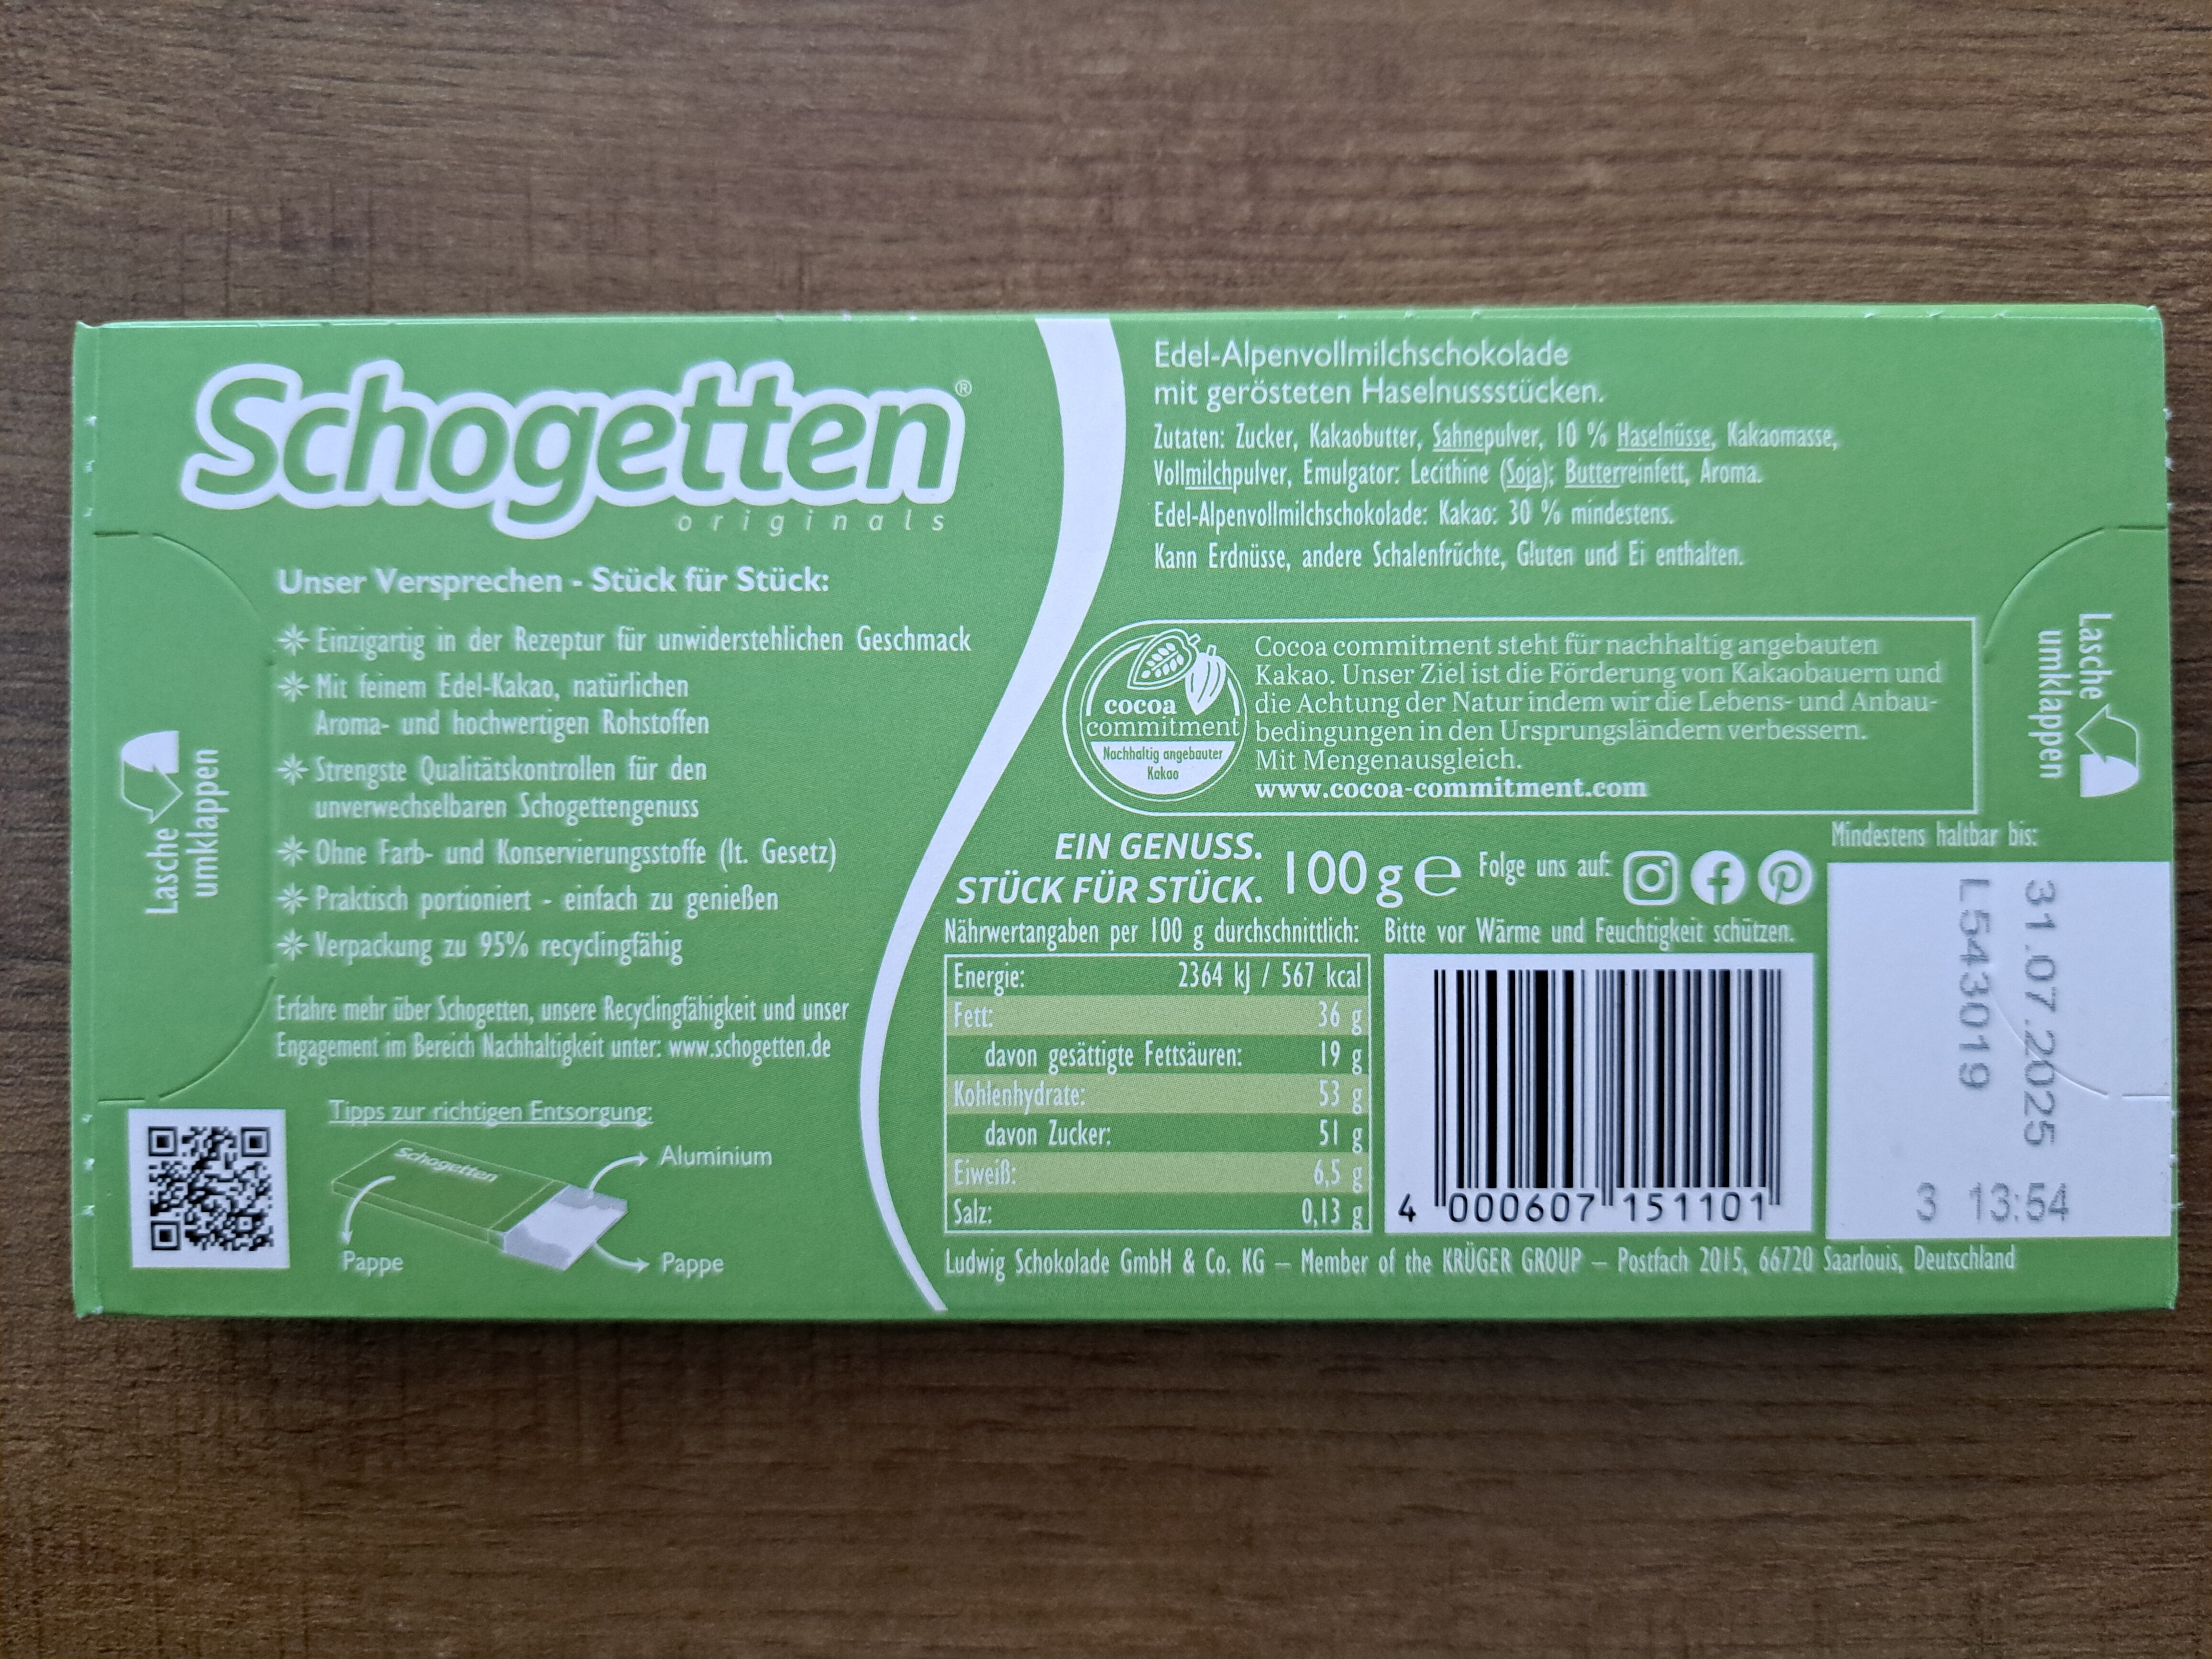 Schogetten®
originals
Unser Versprechen - Stück für Stück:
Einzigartig in der Rezeptur für unwiderstehlichen Geschmack
Mit feinem Edel-Kakao, natürlichen
Aroma- und hochwertigen Rohstoffen
Strengste Qualitätskontrollen für den
unverwechselbaren Schogettengenuss
Ohne Farb- und Konservierungsstoffe (lt. Gesetz)
Praktisch portioniert - einfach zu genießen
Verpackung zu 95% recyclingfähig
Erfahre mehr über Schogetten, unsere Recyclingfähigkeit und unser
Engagement im Bereich Nachhaltigkeit unter: www.schogetten.de
Lasche
umklappen
Tipps zur richtigen Entsorgung:
Schogetten
Aluminium
Pappe
Pappe
Edel-Alpenvollmilchschokolade
mit gerösteten Haselnussstücken.
Zutaten: Zucker, Kakaobutter, Sahnepulver, 10 % Haselnüsse, Kakaomasse,
Vollmilchpulver, Emulgator: Lecithine (Soja); Butterreinfett, Aroma.
Edel-Alpenvollmilchschokolade: Kakao: 30 % mindestens.
Kann Erdnüsse, andere Schalenfrüchte, Gluten und Ei enthalten.
cocoa
commitment
Nachhaltig angebauter
Kakao
Cocoa commitment steht für nachhaltig angebauten
Kakao. Unser Ziel ist die Förderung von Kakaobauern und
die Achtung der Natur indem wir die Lebens- und Anbau-
bedingungen in den Ursprungsländern verbessern.
Mit Mengenausgleich.
www.cocoa-commitment.com
Lasche
umklappen
EIN GENUSS.
STÜCK FÜR STÜCK.
100 g ℮
Folge uns auf:
Mindestens haltbar bis:
31.07.2025
L543019
3 13:54
Nährwertangaben per 100 g durchschnittlich:
Bitte vor Wärme und Feuchtigkeit schützen.
Energie: 2364 kJ / 567 kcal
Fett: 36 g
davon gesättigte Fettsäuren: 19 g
Kohlenhydrate: 53 g
davon Zucker: 51 g
Eiweiß: 6,5 g
Salz: 0,13 g
4 000607 151101
Ludwig Schokolade GmbH & Co. KG – Member of the KRÜGER GROUP – Postfach 2015, 66720 Saarlouis, Deutschland